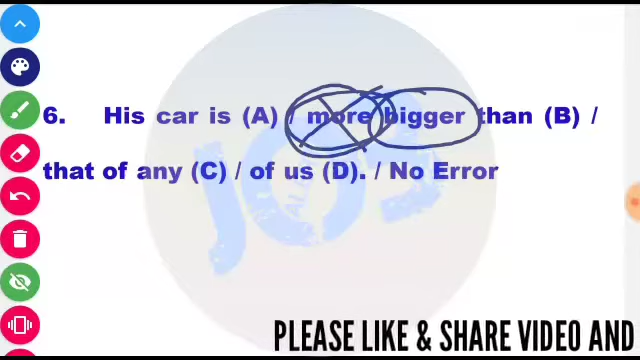 6. His car is (A) / more bigger than (B) /
that of any (C) / of us (D). / No Error
JOB
PLEASE LIKE & SHARE VIDEO AND